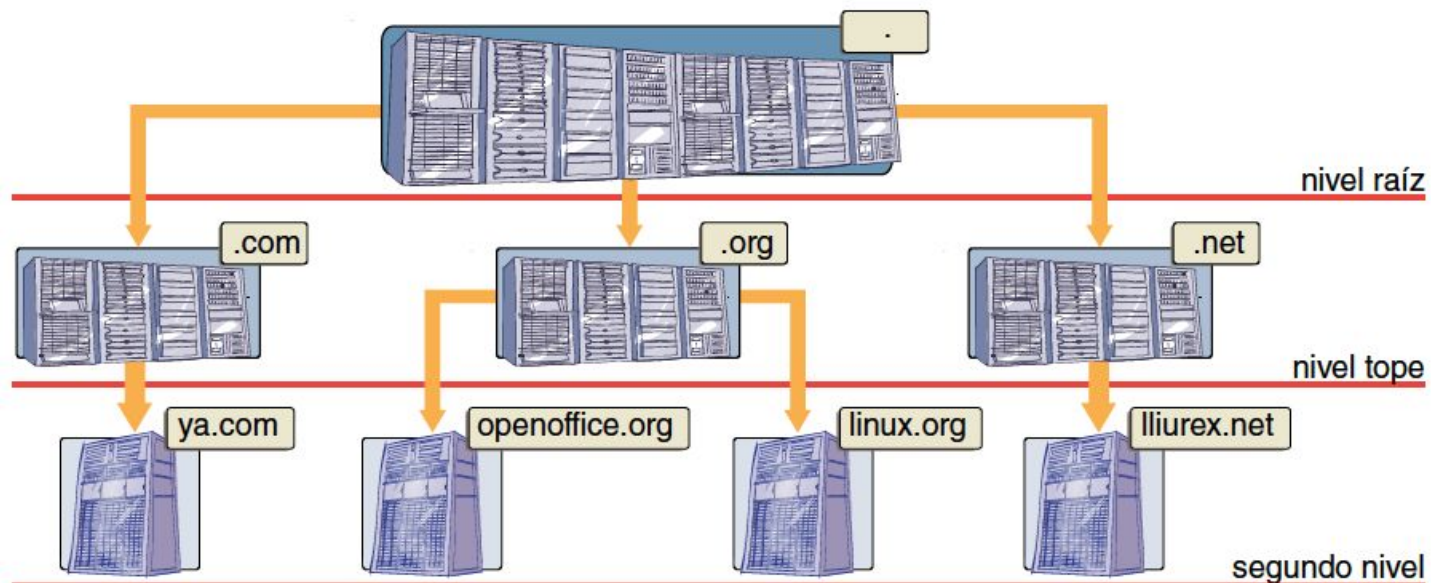 .
nivel raíz
.com
.org
.net
nivel tope
ya.com
openoffice.org
linux.org
lliurex.net
segundo nivel